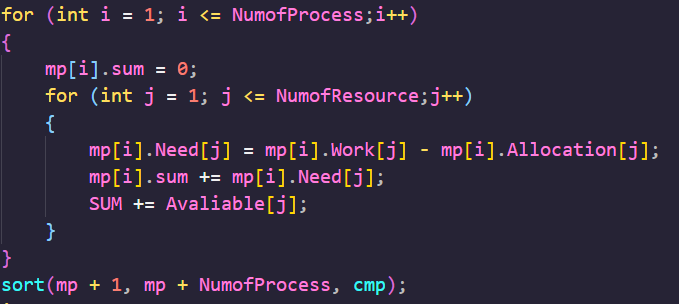 for (int i = 1; i <= NumofProcess;i++)
{
    mp[i].sum = 0;
    for (int j = 1; j <= NumofResource;j++)
    {
        mp[i].Need[j] = mp[i].Work[j] - mp[i].Allocation[j];
        mp[i].sum += mp[i].Need[j];
        SUM += Avaliable[j];
    }
}
sort(mp + 1, mp + NumofProcess, cmp);